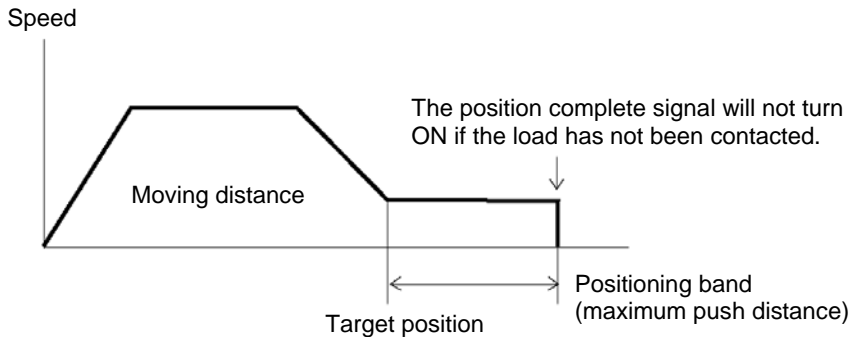 Speed
The position complete signal will not turn
ON if the load has not been contacted.
Moving distance
Positioning band
(maximum push distance)
Target position